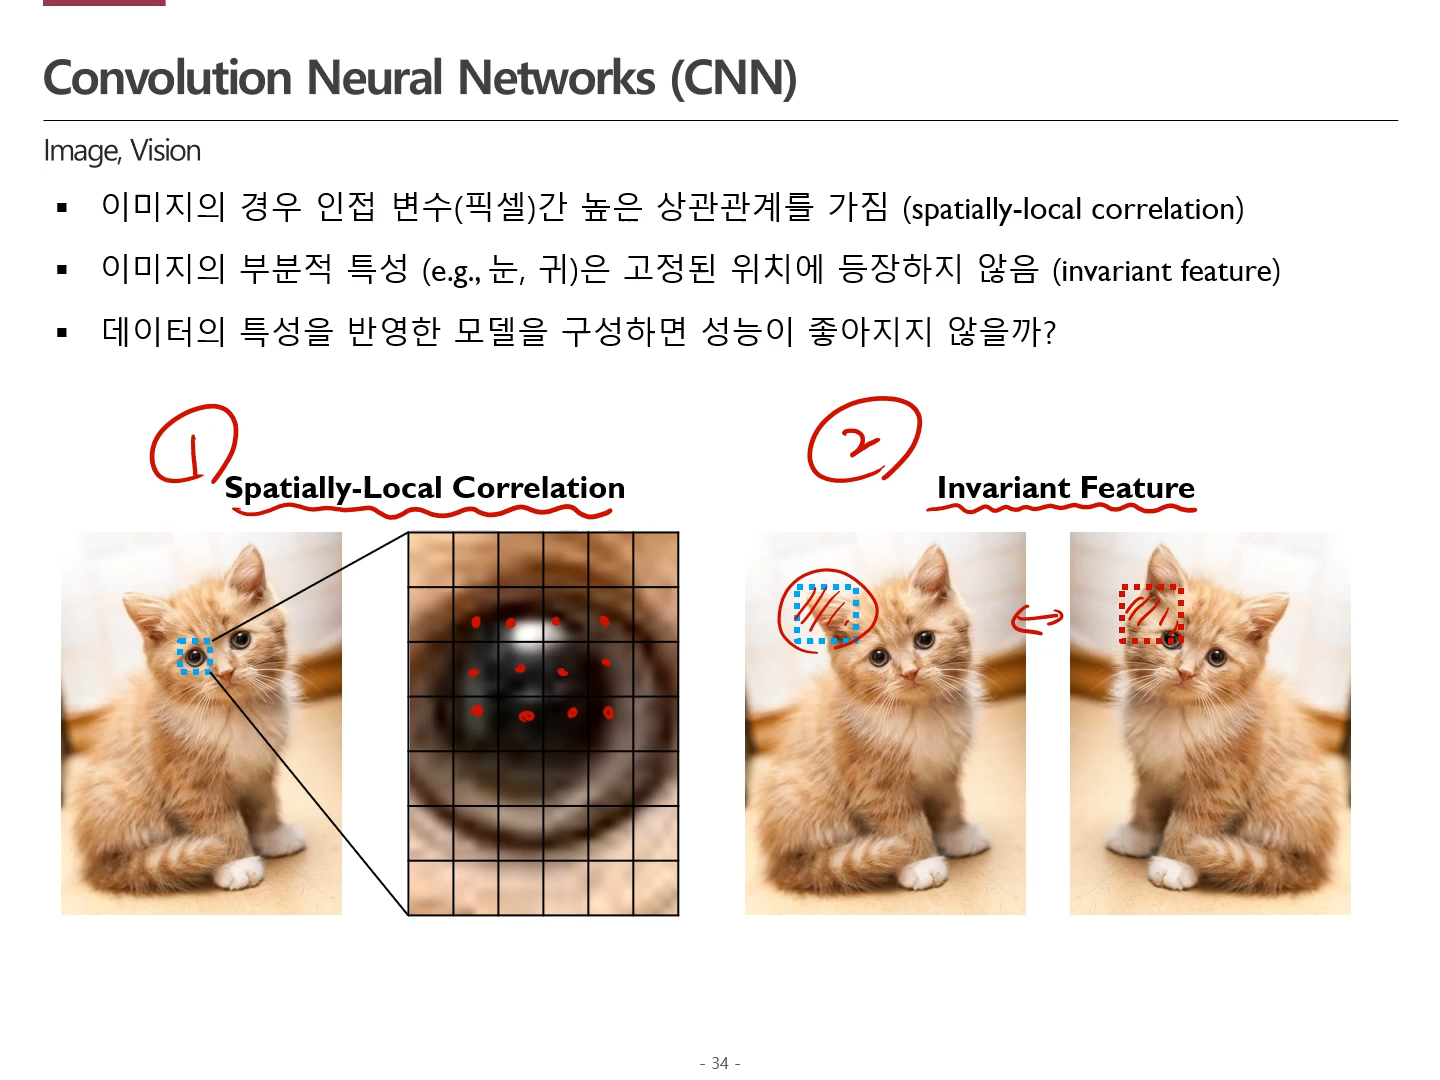 Convolution Neural Networks (CNN)
Image, Vision
▪ 이미지의 경우 인접 변수(픽셀)간 높은 상관관계를 가짐 (spatially-local correlation)
▪ 이미지의 부분적 특성 (e.g., 눈, 귀)은 고정된 위치에 등장하지 않음 (invariant feature)
▪ 데이터의 특성을 반영한 모델을 구성하면 성능이 좋아지지 않을까?
1
Spatially-Local Correlation
2
Invariant Feature
- 34 -